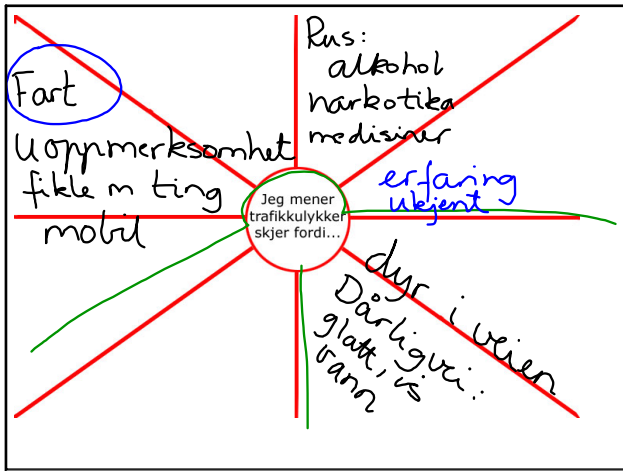 Rus:
alkohol
narkotika
medisiner
Fart
Uoppmerksomhet
fikle m ting
mobil
Jeg mener
trafikkulykker
skjer fordi...
erfaring
ukjent
dyr i veien
Dårlig vei:
glatt, is
vann